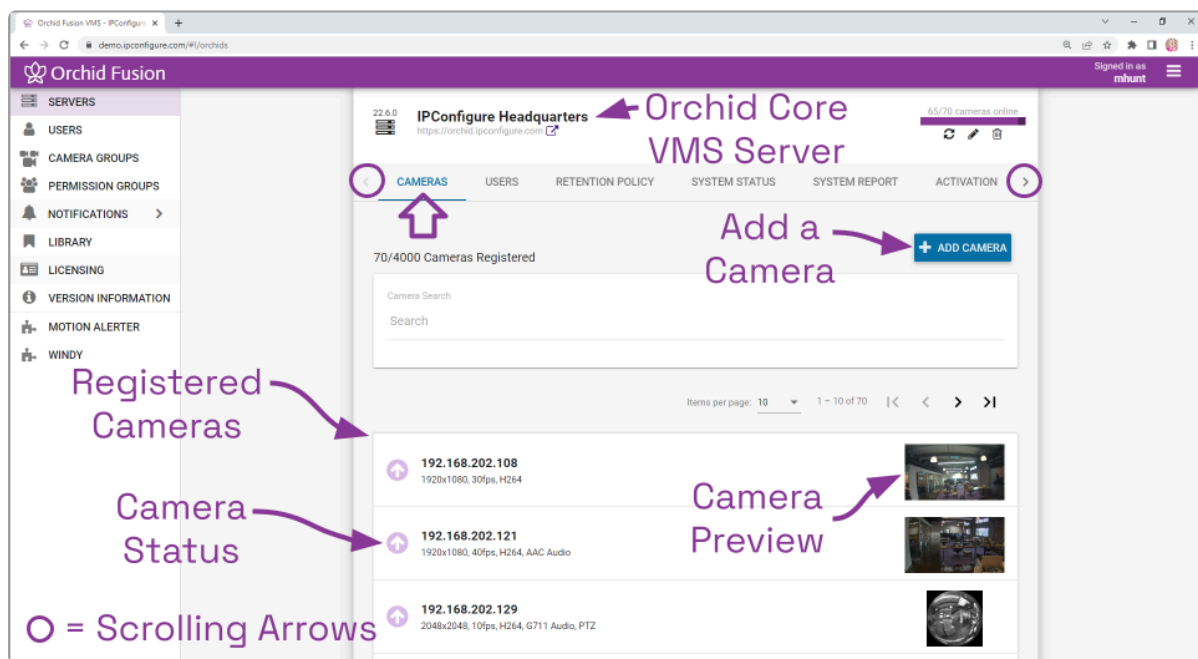 Orchid Fusion VMS - IPConfigure
demo.ipconfigure.com/#!/orchids
Orchid Fusion
Signed in as
mhunt
SERVERS
USERS
CAMERA GROUPS
PERMISSION GROUPS
NOTIFICATIONS
LIBRARY
LICENSING
VERSION INFORMATION
MOTION ALERTER
WINDY
22.6.0
IPConfigure Headquarters
https://orchid.ipconfigure.com
Orchid Core
VMS Server
65/70 cameras online
CAMERAS USERS RETENTION POLICY SYSTEM STATUS SYSTEM REPORT ACTIVATION
Add a
Camera
+ ADD CAMERA
70/4000 Cameras Registered
Camera Search
Search
Registered
Cameras
Items per page: 10 1 – 10 of 70
192.168.202.108
1920x1080, 30fps, H264
Camera
Preview
Camera
Status
192.168.202.121
1920x1080, 40fps, H264, AAC Audio
192.168.202.129
2048x2048, 10fps, H264, G711 Audio, PTZ
O = Scrolling Arrows